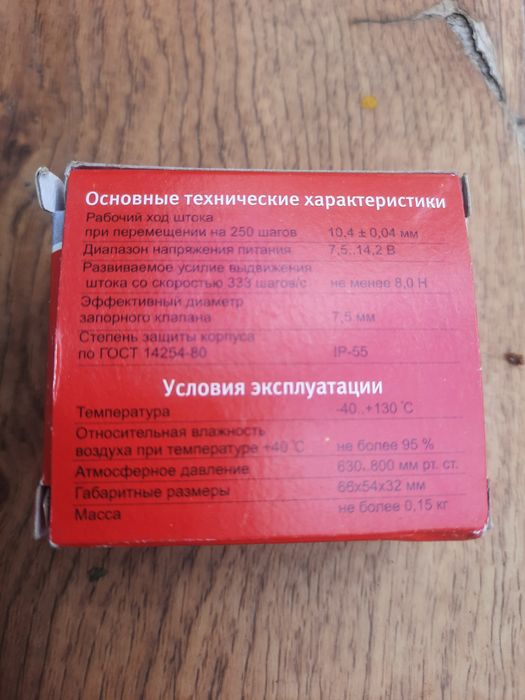 Основные технические характеристики
Рабочий ход штока
при перемещении на 250 шагов 10,4 ± 0,04 мм
Диапазон напряжения питания 7,5..14,2 В
Развиваемое усилие выдвижения
штока со скоростью 333 шагов/с не менее 8,0 Н
Эффективный диаметр
запорного клапана 7,5 мм
Степень защиты корпуса
по ГОСТ 14254-80 IP-55
Условия эксплуатации
Температура -40..+130 °С
Относительная влажность
воздуха при температуре +40 °С не более 95 %
Атмосферное давление 630..800 мм рт. ст.
Габаритные размеры 66х54х32 мм
Масса не более 0,15 кг